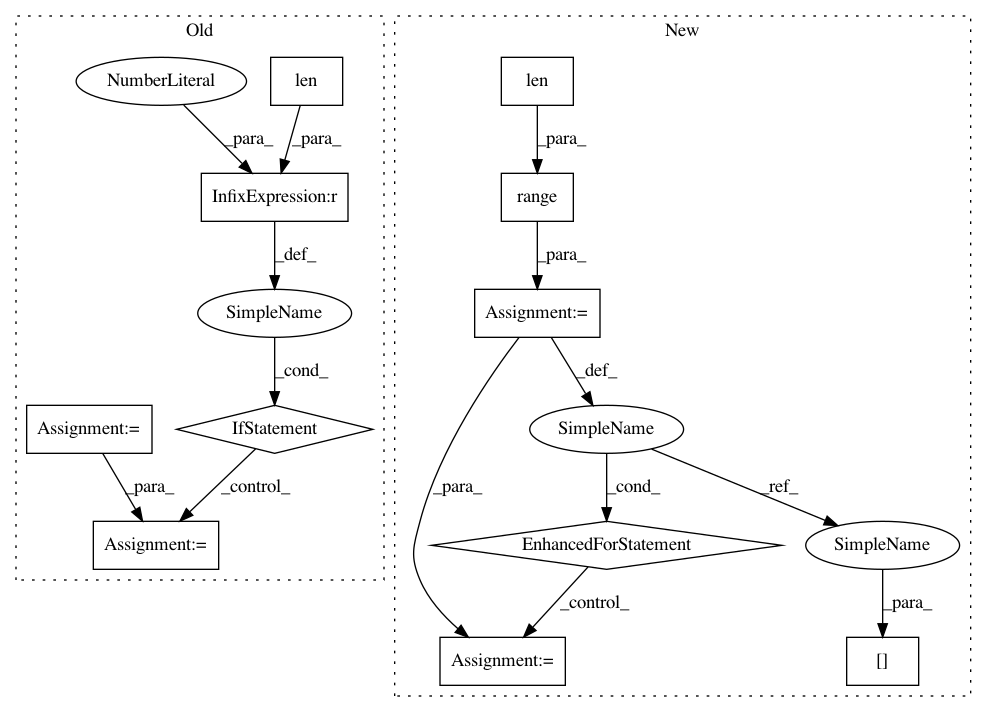 Old
New
NumberLiteral
len
len
_para_
_para_
_para_
InfixExpression:r
range
_def_
_para_
SimpleName
Assignment:=
_cond_
_def_
Assignment:=
IfStatement
SimpleName
_para_
_control_
_para_
_cond_
_ref_
Assignment:=
EnhancedForStatement
SimpleName
_control_
_para_
Assignment:=
[]